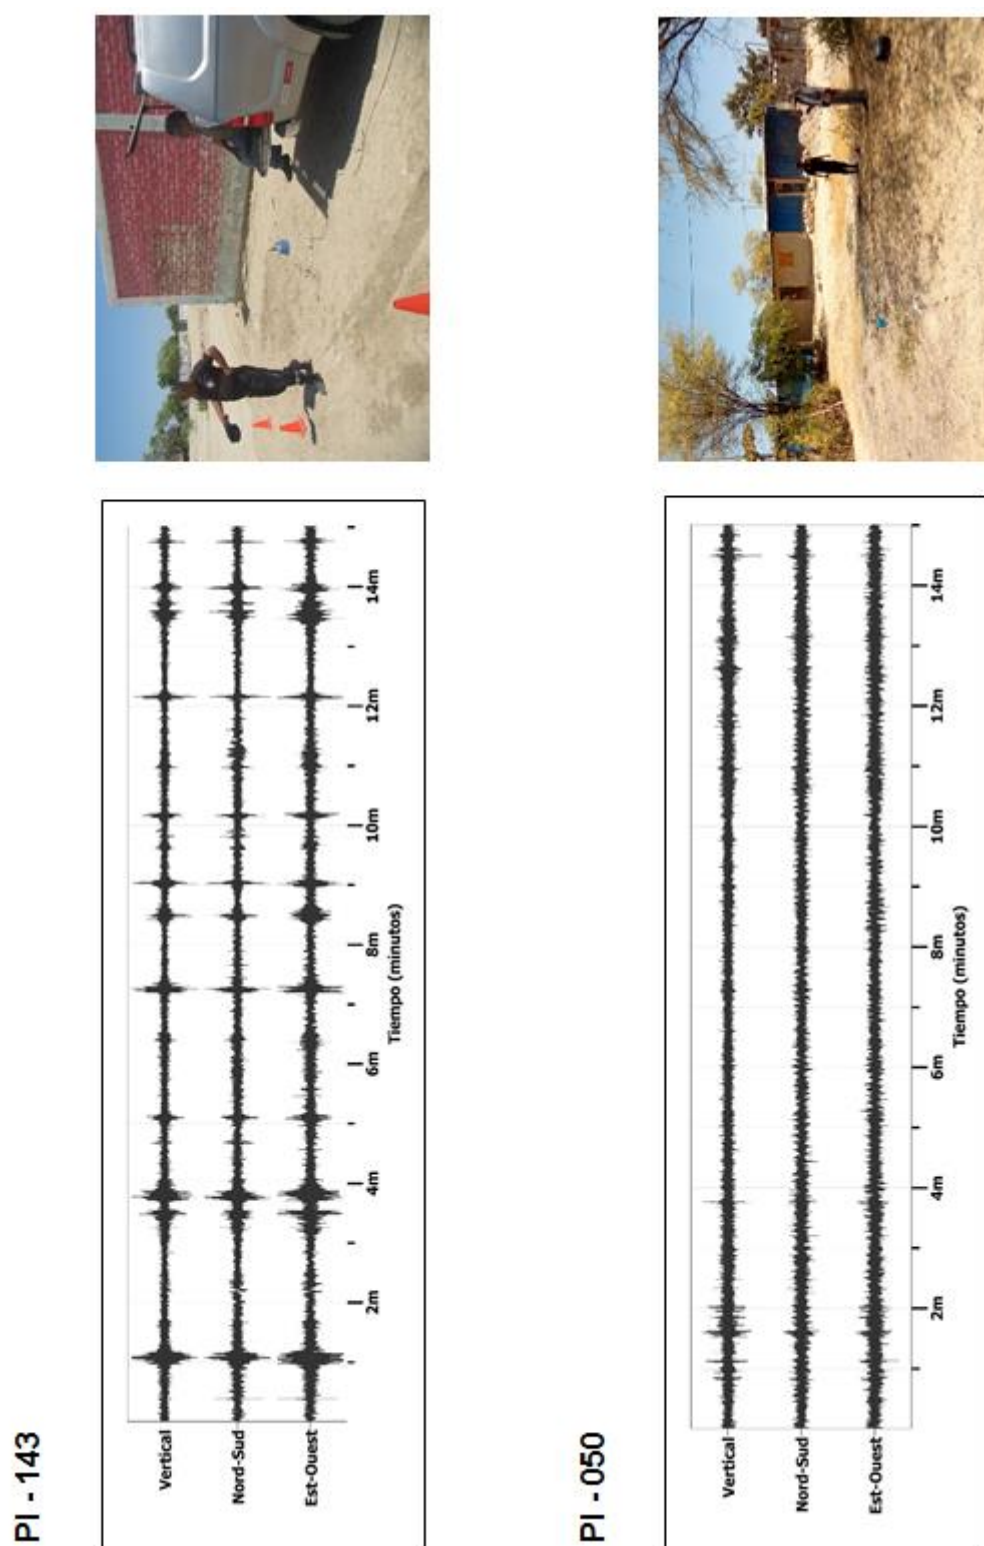 PI - 143
Vertical
Nord-Sud
Est-Ouest
2m
4m
6m
8m
10m
12m
14m
Tiempo (minutos)
PI - 050
Vertical
Nord-Sud
Est-Ouest
2m
4m
6m
8m
10m
12m
14m
Tiempo (minutos)